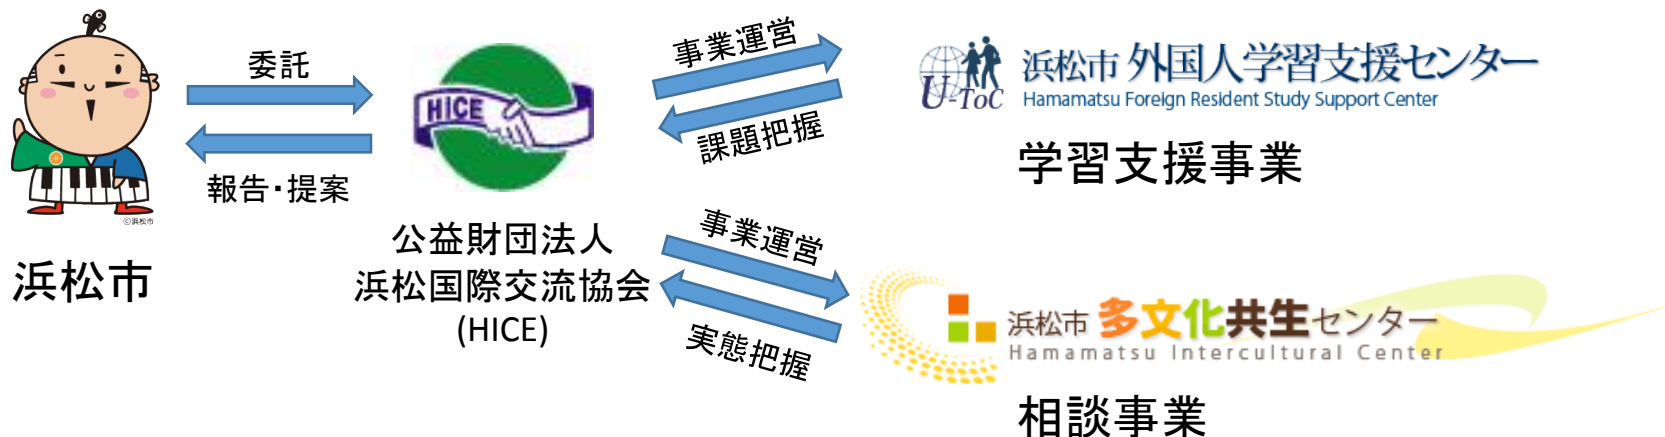 ©浜松市
浜松市
委託
報告・提案
HICE
公益財団法人
浜松国際交流協会
(HICE)
事業運営
課題把握
事業運営
実態把握
U-ToC
浜松市 外国人学習支援センター
Hamamatsu Foreign Resident Study Support Center
学習支援事業
浜松市 多文化共生センター
Hamamatsu Intercultural Center
相談事業